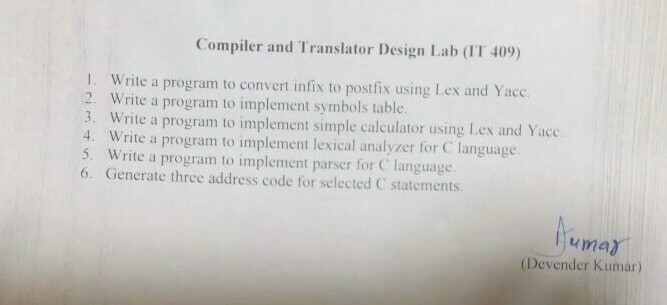 Compiler and Translator Design Lab (IT 409)
1. Write a program to convert infix to postfix using Lex and Yacc.
2. Write a program to implement symbols table.
3. Write a program to implement simple calculator using Lex and Yacc.
4. Write a program to implement lexical analyzer for C language.
5. Write a program to implement parser for C language.
6. Generate three address code for selected C statements.
(Devender Kumar)